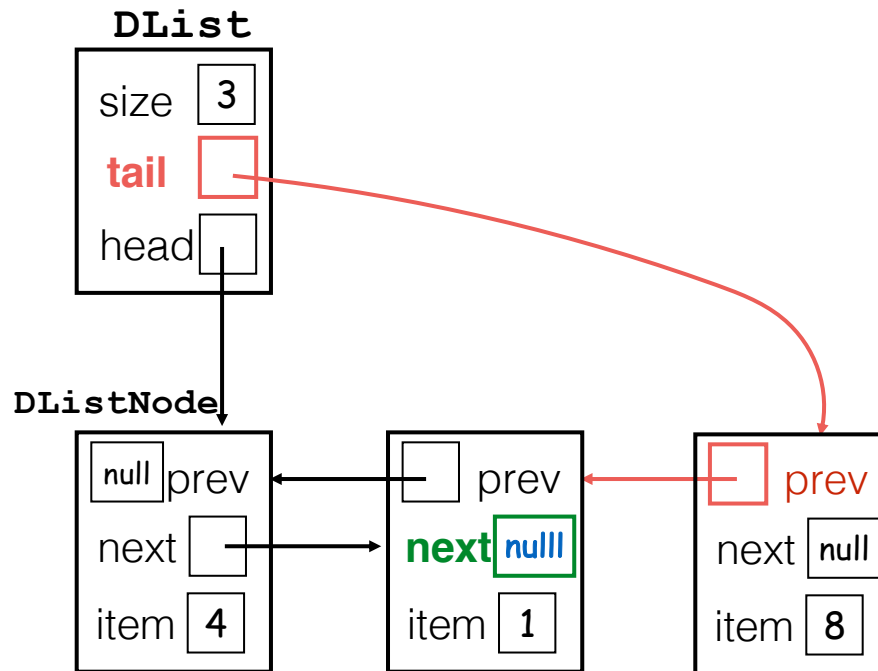 DList
size 3
tail
head
DListNode
null prev
next
item 4
prev
next nulll
item 1
prev
next null
item 8